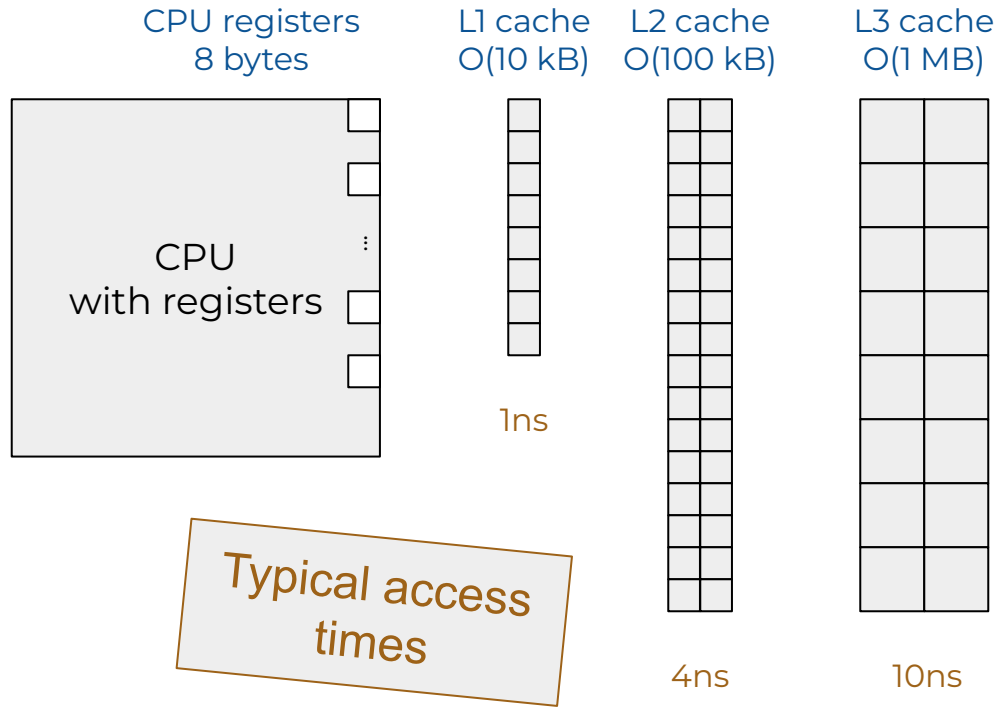 CPU registers
8 bytes
L1 cache
O(10 kB)
L2 cache
O(100 kB)
L3 cache
O(1 MB)
CPU
with registers
...
1ns
Typical access
times
4ns
10ns